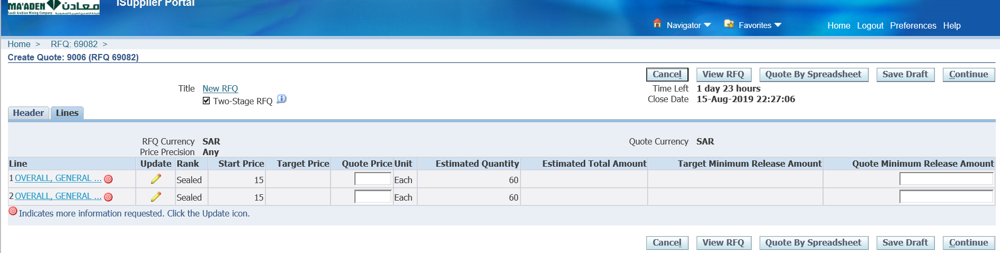 MA'ADEN معادن
Saudi Arabian Mining Company
iSupplier Portal
Navigator Favorites Home Logout Preferences Help
Home > RFQ: 69082 >
Create Quote: 9006 (RFQ 69082)
Cancel View RFQ Quote By Spreadsheet Save Draft Continue
Title New RFQ
Two-Stage RFQ
Time Left 1 day 23 hours
Close Date 15-Aug-2019 22:27:06
Header Lines
RFQ Currency SAR
Price Precision Any
Quote Currency SAR
Line Update Rank Start Price Target Price Quote Price Unit Estimated Quantity Estimated Total Amount Target Minimum Release Amount Quote Minimum Release Amount
1 OVERALL, GENERAL ... Sealed 15 Each 60
2 OVERALL, GENERAL ... Sealed 15 Each 60
Indicates more information requested. Click the Update icon.
Cancel View RFQ Quote By Spreadsheet Save Draft Continue